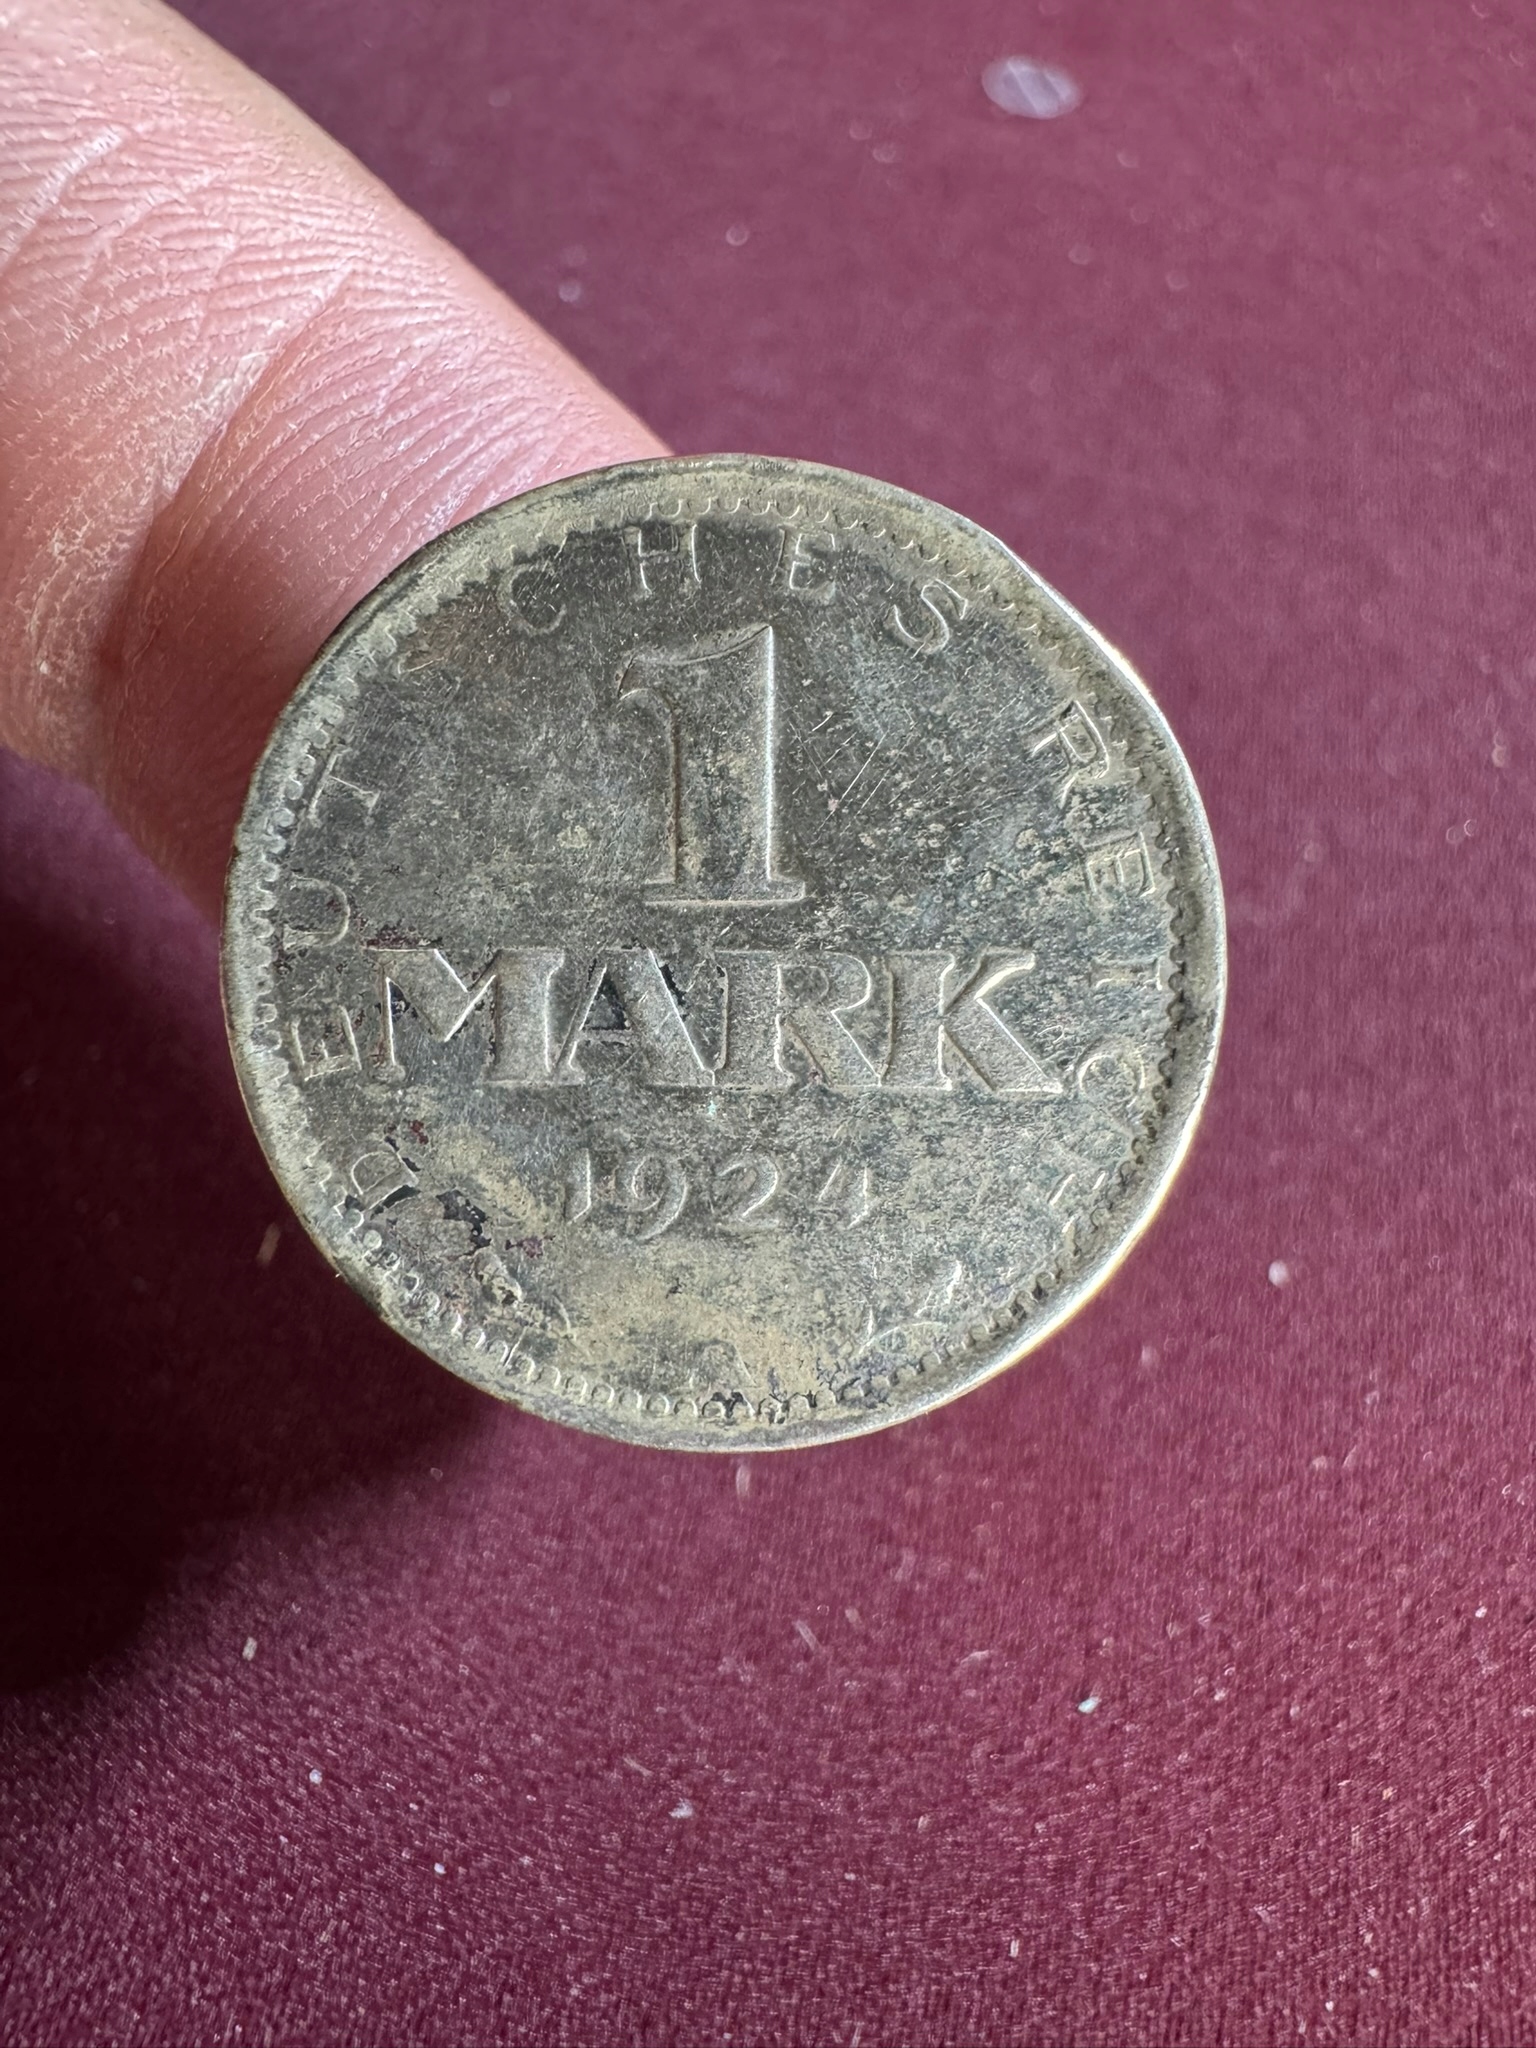 DEUTSCHES REICH
1
MARK
1924
A